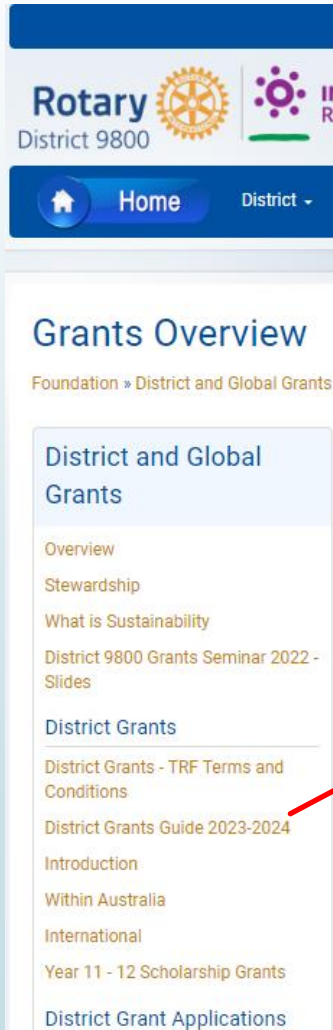 Rotary
District 9800
Home
District
Grants Overview
Foundation » District and Global Grants
District and Global
Grants
Overview
Stewardship
What is Sustainability
District 9800 Grants Seminar 2022 -
Slides
District Grants
District Grants - TRF Terms and
Conditions
District Grants Guide 2023-2024
Introduction
Within Australia
International
Year 11 - 12 Scholarship Grants
District Grant Applications